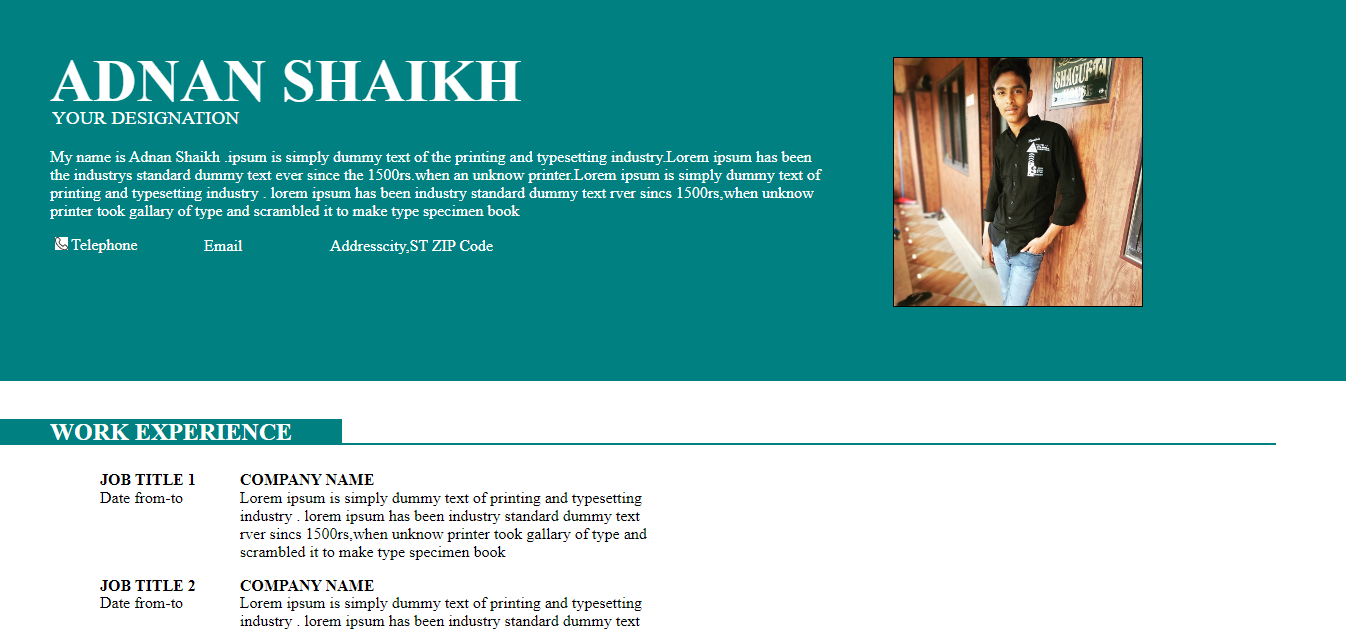 ADNAN SHAIKH
YOUR DESIGNATION
My name is Adnan Shaikh .ipsum is simply dummy text of the printing and typesetting industry.Lorem ipsum has been
the industrys standard dummy text ever since the 1500rs.when an unknow printer.Lorem ipsum is simply dummy text of
printing and typesetting industry . lorem ipsum has been industry standard dummy text rver sincs 1500rs,when unknow
printer took gallary of type and scrambled it to make type specimen book
Telephone Email Addresscity,ST ZIP Code
SHAGUFTA
WORK EXPERIENCE
JOB TITLE 1 COMPANY NAME
Date from-to Lorem ipsum is simply dummy text of printing and typesetting
industry . lorem ipsum has been industry standard dummy text
rver sincs 1500rs,when unknow printer took gallary of type and
scrambled it to make type specimen book
JOB TITLE 2 COMPANY NAME
Date from-to Lorem ipsum is simply dummy text of printing and typesetting
industry . lorem ipsum has been industry standard dummy text